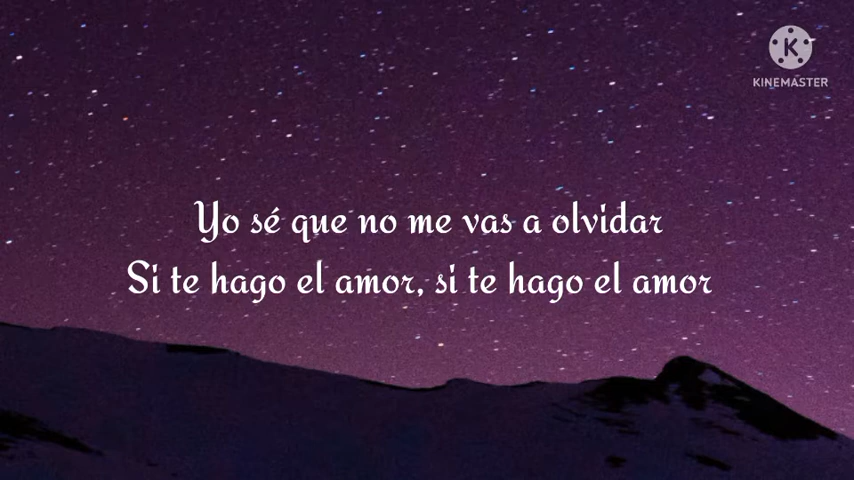 KINEMASTER
Yo sé que no me vas a olvidar
Si te hago el amor, si te hago el amor